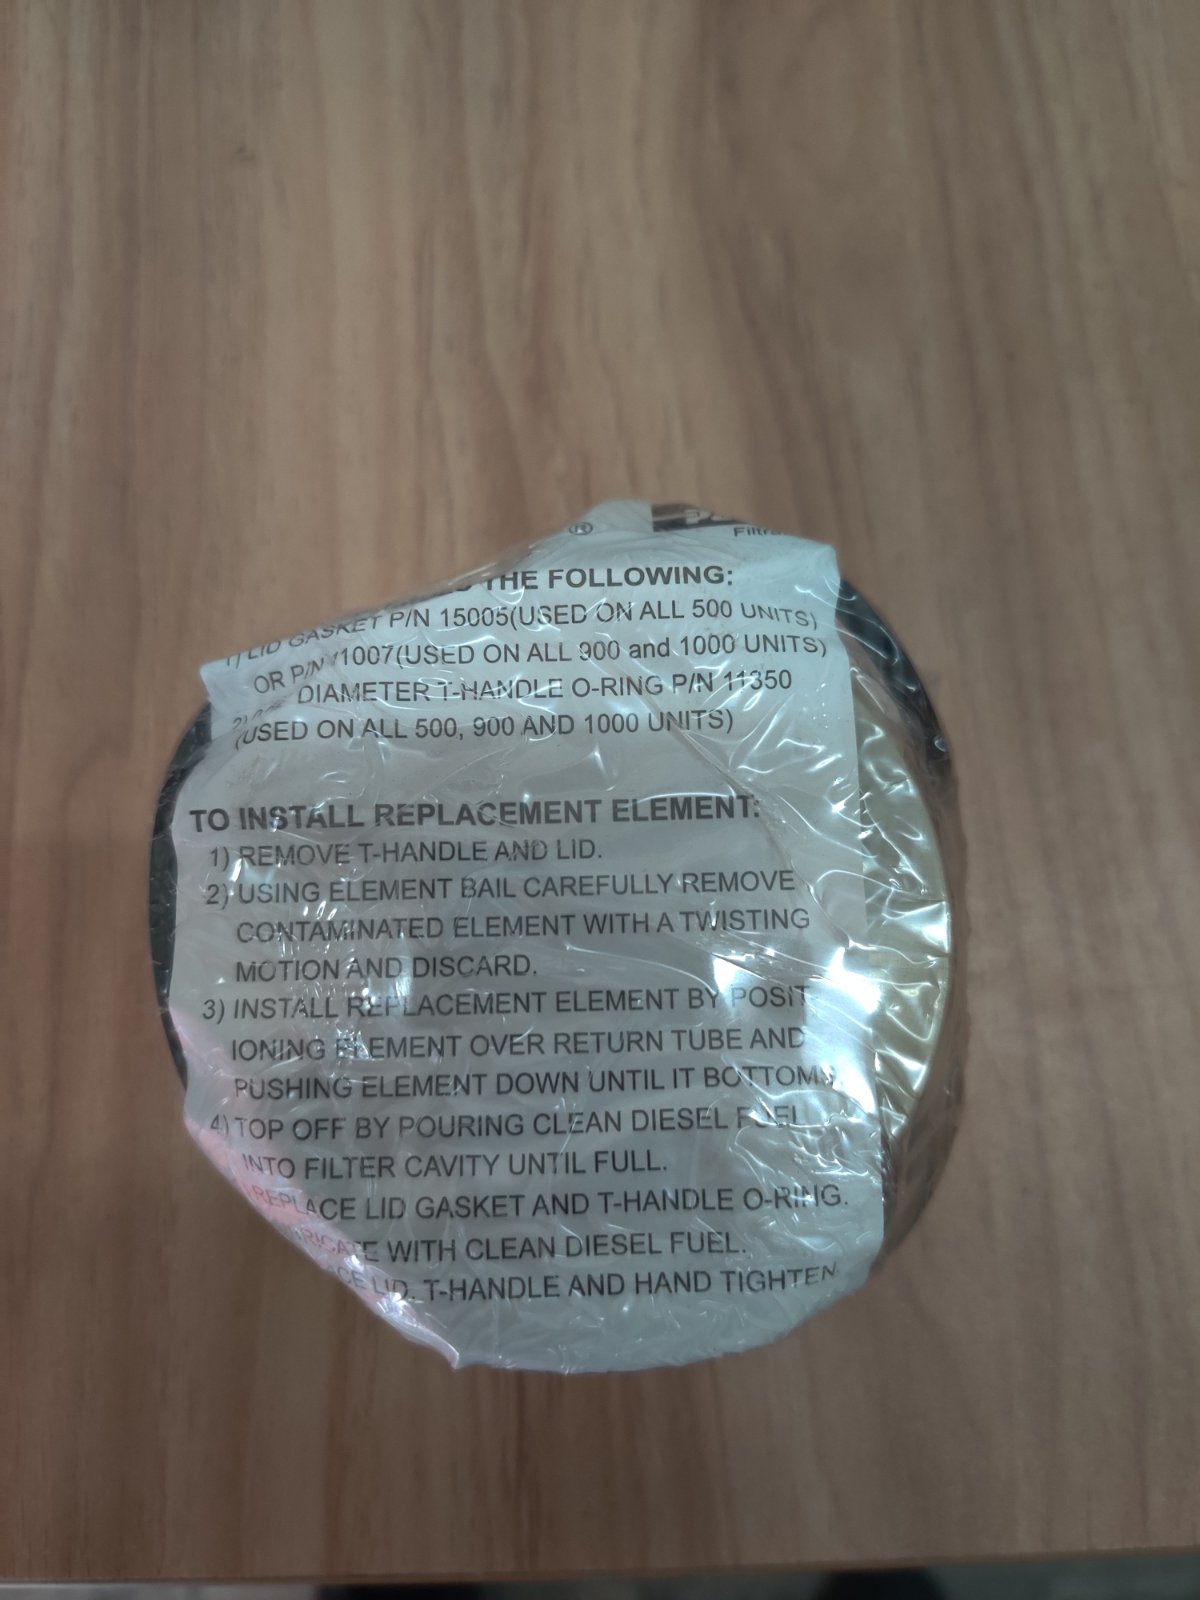 ®
Filtra
THE FOLLOWING:
1) LID GASKET P/N 15005(USED ON ALL 500 UNITS)
OR P/N 11007(USED ON ALL 900 and 1000 UNITS)
DIAMETER T-HANDLE O-RING P/N 11350
(USED ON ALL 500, 900 AND 1000 UNITS)
TO INSTALL REPLACEMENT ELEMENT:
1) REMOVE T-HANDLE AND LID.
2) USING ELEMENT BAIL CAREFULLY REMOVE
CONTAMINATED ELEMENT WITH A TWISTING
MOTION AND DISCARD.
3) INSTALL REPLACEMENT ELEMENT BY POSIT
IONING ELEMENT OVER RETURN TUBE AND
PUSHING ELEMENT DOWN UNTIL IT BOTTOMS
4) TOP OFF BY POURING CLEAN DIESEL FUEL
INTO FILTER CAVITY UNTIL FULL.
REPLACE LID GASKET AND T-HANDLE O-RING.
WITH CLEAN DIESEL FUEL.
LID, T-HANDLE AND HAND TIGHTEN